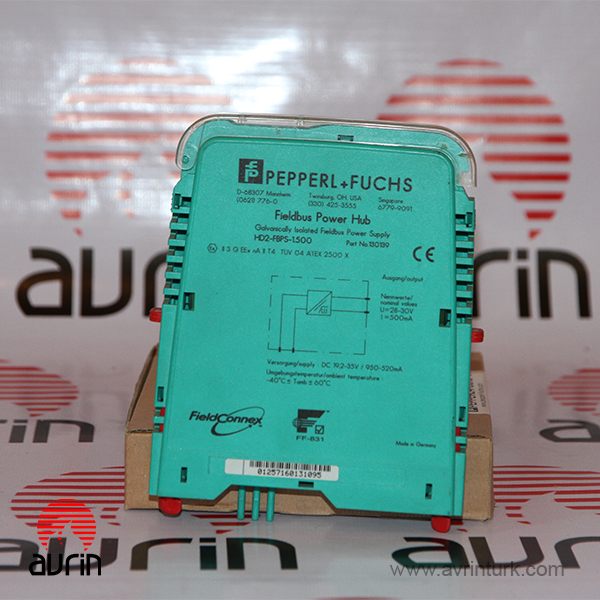 PEPPERL+FUCHS
D-68307 Mannheim Twinsburg, OH. USA Singapore
(0621) 776-0 (330) 425-3555 6779-9091
Fieldbus Power Hub
Galvanically Isolated Fieldbus Power Supply
HD2-FBPS-1.500 Part No.130139
CE
Ex II 3 G EEx nA II T4 TÜV 04 ATEX 2500 X
Ausgang/output
Nennwerte/
nominal values
U=28-30V
I=500mA
Versorgung/supply : DC 19.2-35V / 950-520mA
Umgebungstemperatur/ambient temperature :
-40°C ≤ Tamb ≤ 60°C
FieldConnex
FF-831
Made in Germany
01257160131095
avrin
avrin
avrin
www.avrinturk.com